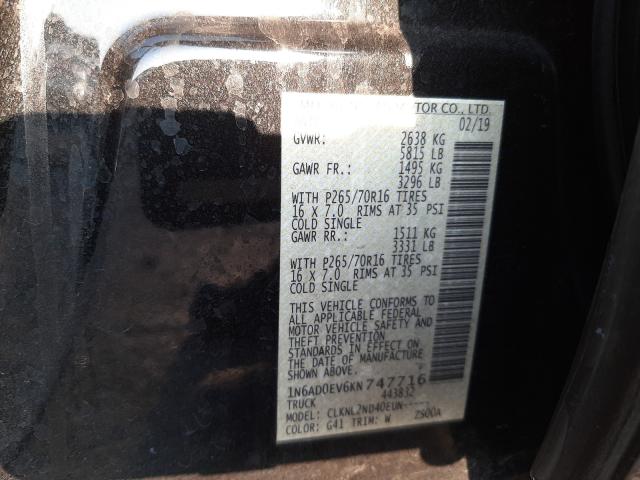 MOTOR CO., LTD.
02/19
GVWR: 2638 KG
5815 LB
GAWR FR.: 1495 KG
3296 LB
WITH P265/70R16 TIRES
16 X 7.0 RIMS AT 35 PSI
COLD SINGLE
GAWR RR.: 1511 KG
3331 LB
WITH P265/70R16 TIRES
16 X 7.0 RIMS AT 35 PSI
COLD SINGLE
THIS VEHICLE CONFORMS TO
ALL APPLICABLE FEDERAL
MOTOR VEHICLE SAFETY AND
THEFT PREVENTION
STANDARDS IN EFFECT ON
THE DATE OF MANUFACTURE
SHOWN ABOVE.
1N6AD0EV6KN747716
TRUCK 443832
MODEL: CLKNL2ND40EUN-----
COLOR: G41 TRIM: W ZS00A